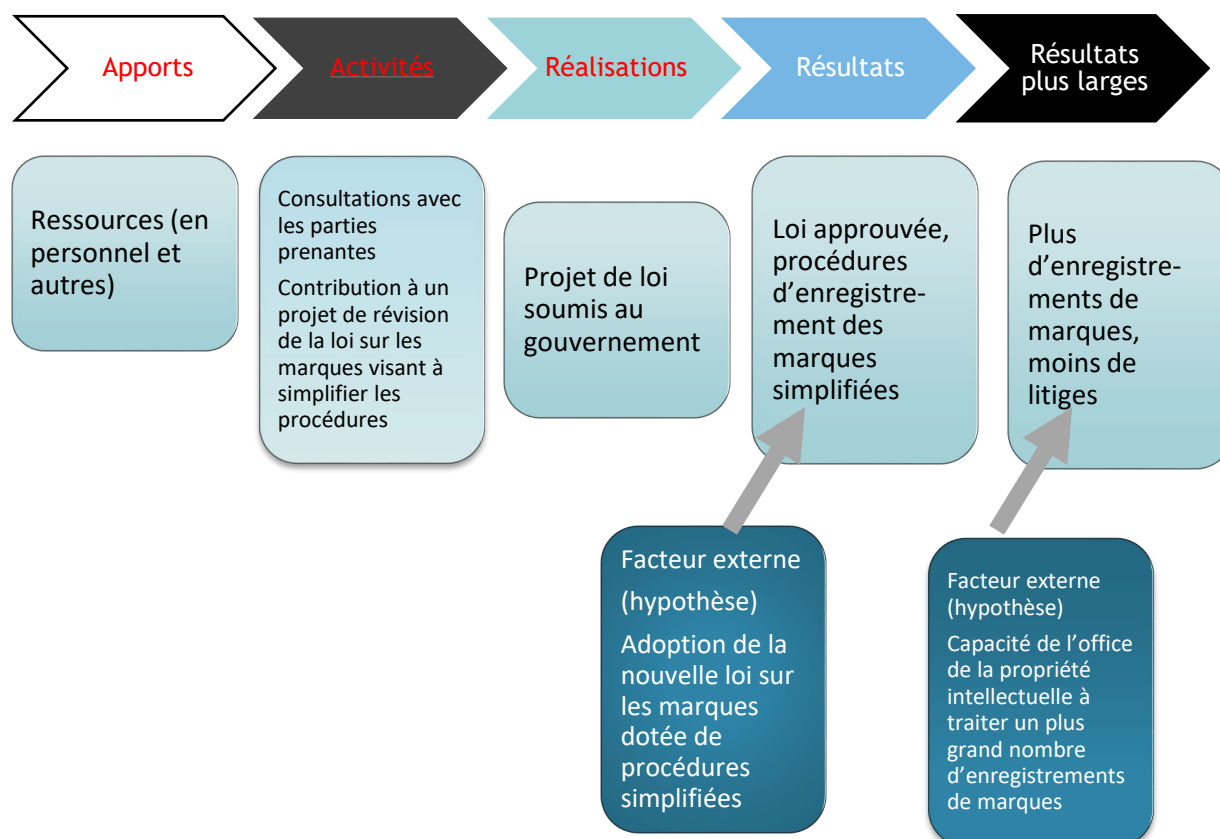 Apports
Activités
Réalisations
Résultats
Résultats
plus larges
Ressources (en
personnel et
autres)
Consultations avec
les parties
prenantes
Contribution à un
projet de révision
de la loi sur les
marques visant à
simplifier les
procédures
Projet de loi
soumis au
gouvernement
Loi approuvée,
procédures
d’enregistre-
ment des
marques
simplifiées
Plus
d’enregistre-
ments de
marques,
moins de
litiges
Facteur externe
(hypothèse)
Adoption de la
nouvelle loi sur
les marques
dotée de
procédures
simplifiées
Facteur externe
(hypothèse)
Capacité de l’office
de la propriété
intellectuelle à
traiter un plus
grand nombre
d’enregistrements
de marques